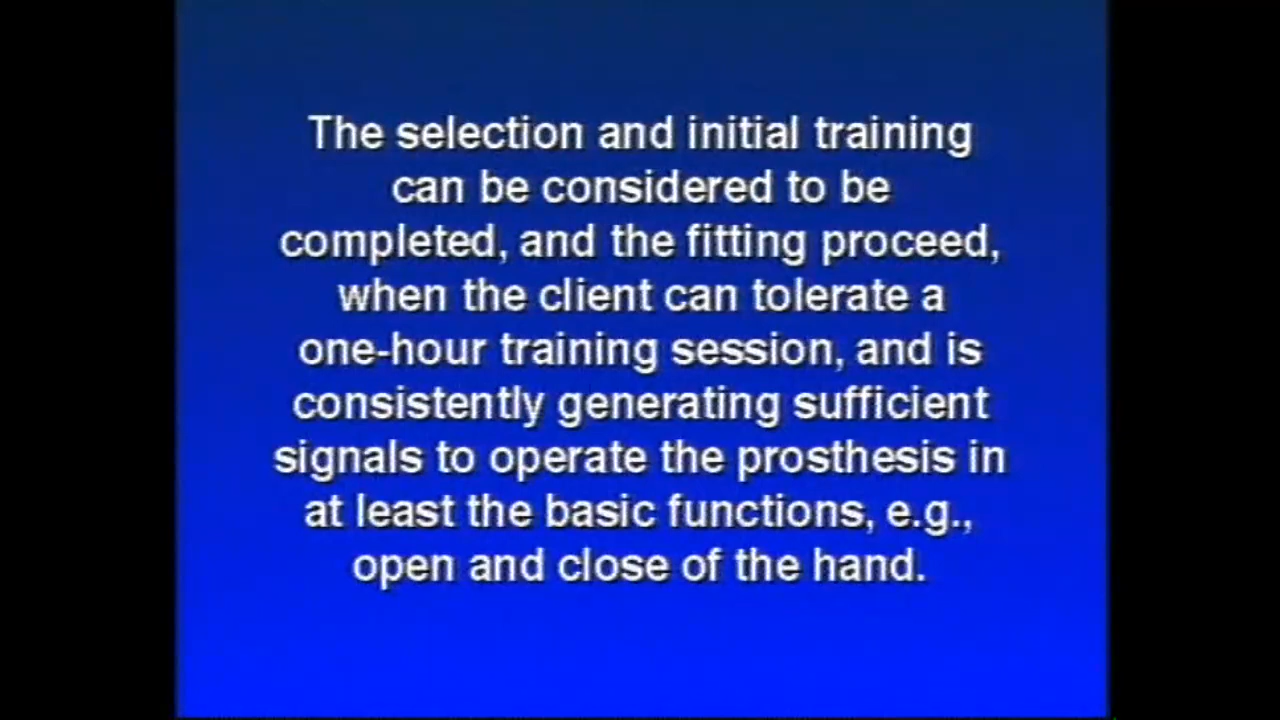 The selection and initial training
can be considered to be
completed, and the fitting proceed,
when the client can tolerate a
one-hour training session, and is
consistently generating sufficient
signals to operate the prosthesis in
at least the basic functions, e.g.,
open and close of the hand.